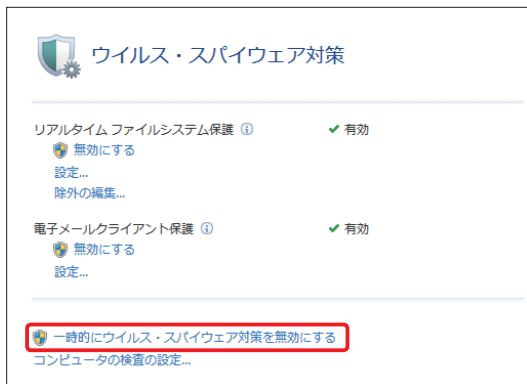 ウイルス・スパイウェア対策
リアルタイム ファイルシステム保護 ✔ 有効
無効にする
設定...
除外の編集...
電子メールクライアント保護 ✔ 有効
無効にする
設定...
一時的にウイルス・スパイウェア対策を無効にする
コンピュータの検査の設定...